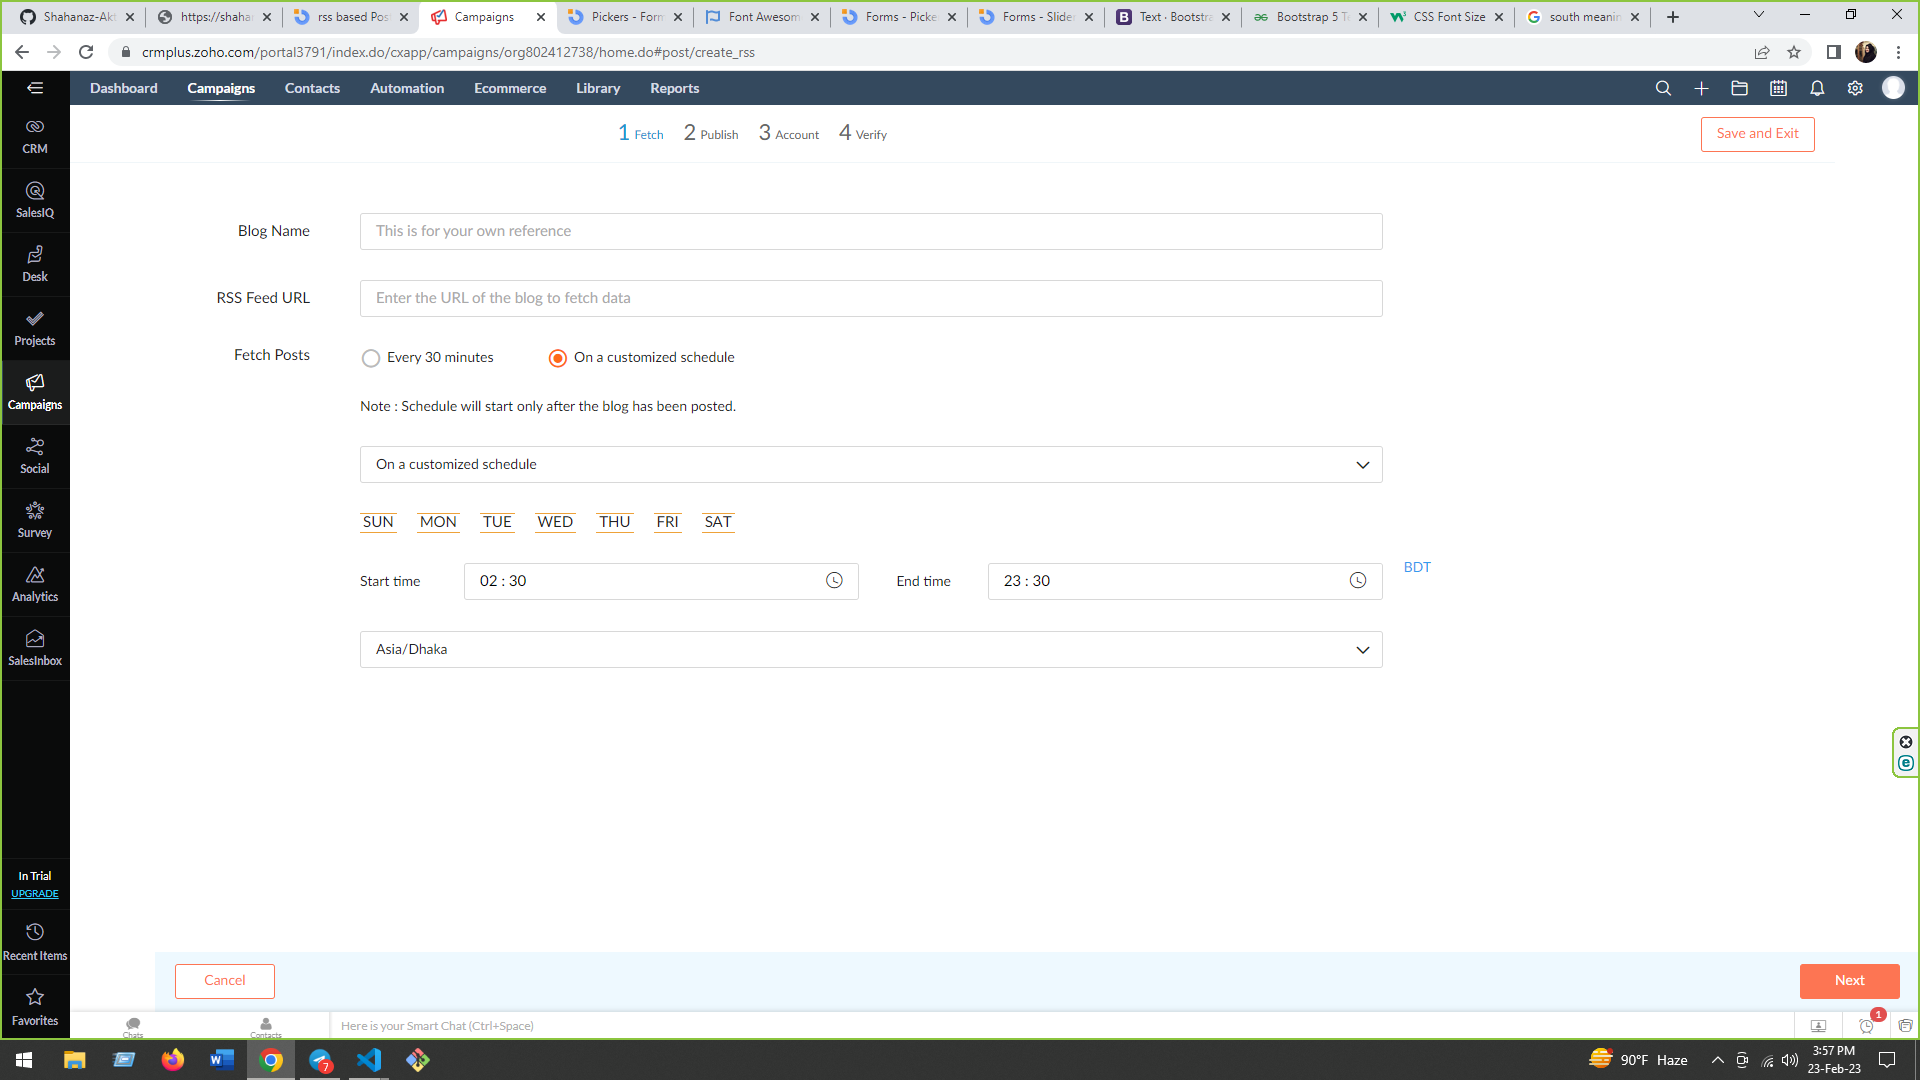 Shahanaz-Akt
https://shahar
rss based Pos
Campaigns
Pickers - Form
Font Awesom
Forms - Picke
Forms - Slide
Text · Bootstra
Bootstrap 5 Te
CSS Font Size
south meanin
crmplus.zoho.com/portal3791/index.do/cxapp/campaigns/org802412738/home.do#post/create_rss
Dashboard
Campaigns
Contacts
Automation
Ecommerce
Library
Reports
1 Fetch
2 Publish
3 Account
4 Verify
Save and Exit
CRM
SalesIQ
Desk
Projects
Campaigns
Social
Survey
Analytics
SalesInbox
In Trial
UPGRADE
Recent Items
Favorites
Blog Name
This is for your own reference
RSS Feed URL
Enter the URL of the blog to fetch data
Fetch Posts
Every 30 minutes
On a customized schedule
Note : Schedule will start only after the blog has been posted.
On a customized schedule
SUN MON TUE WED THU FRI SAT
Start time
02 : 30
End time
23 : 30
BDT
Asia/Dhaka
Cancel
Next
Chats
Contacts
Here is your Smart Chat (Ctrl+Space)
1
7
90°F Haze
3:57 PM
23-Feb-23